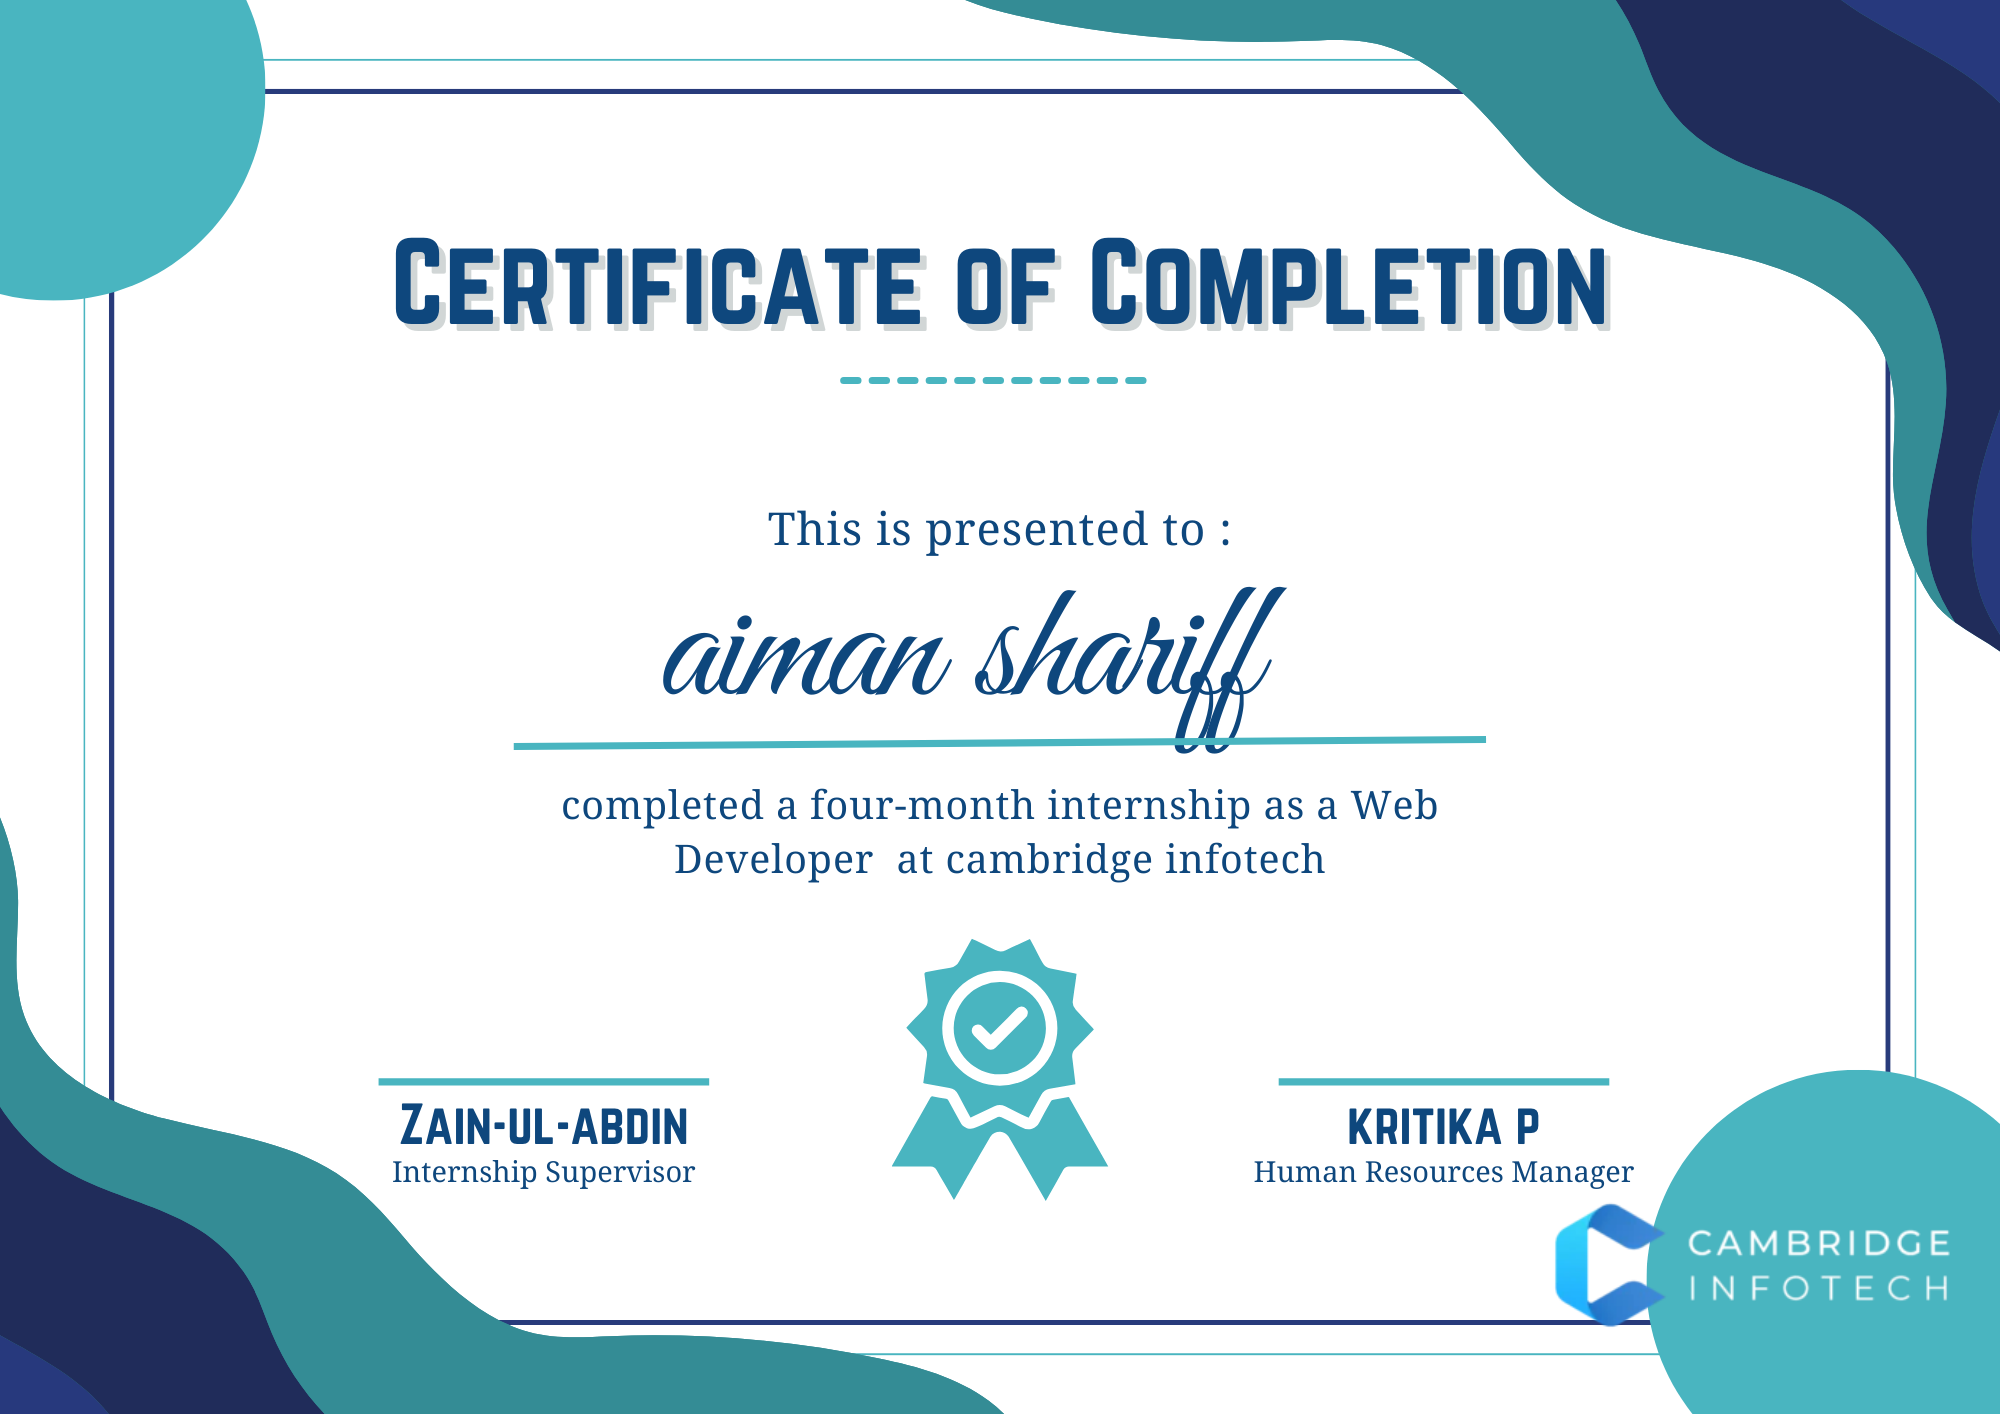 Certificate of Completion
This is presented to :
aiman shariff
completed a four-month internship as a Web
Developer at cambridge infotech
Zain-ul-abdin
Internship Supervisor
kritika p
Human Resources Manager
CAMBRIDGE
INFOTECH